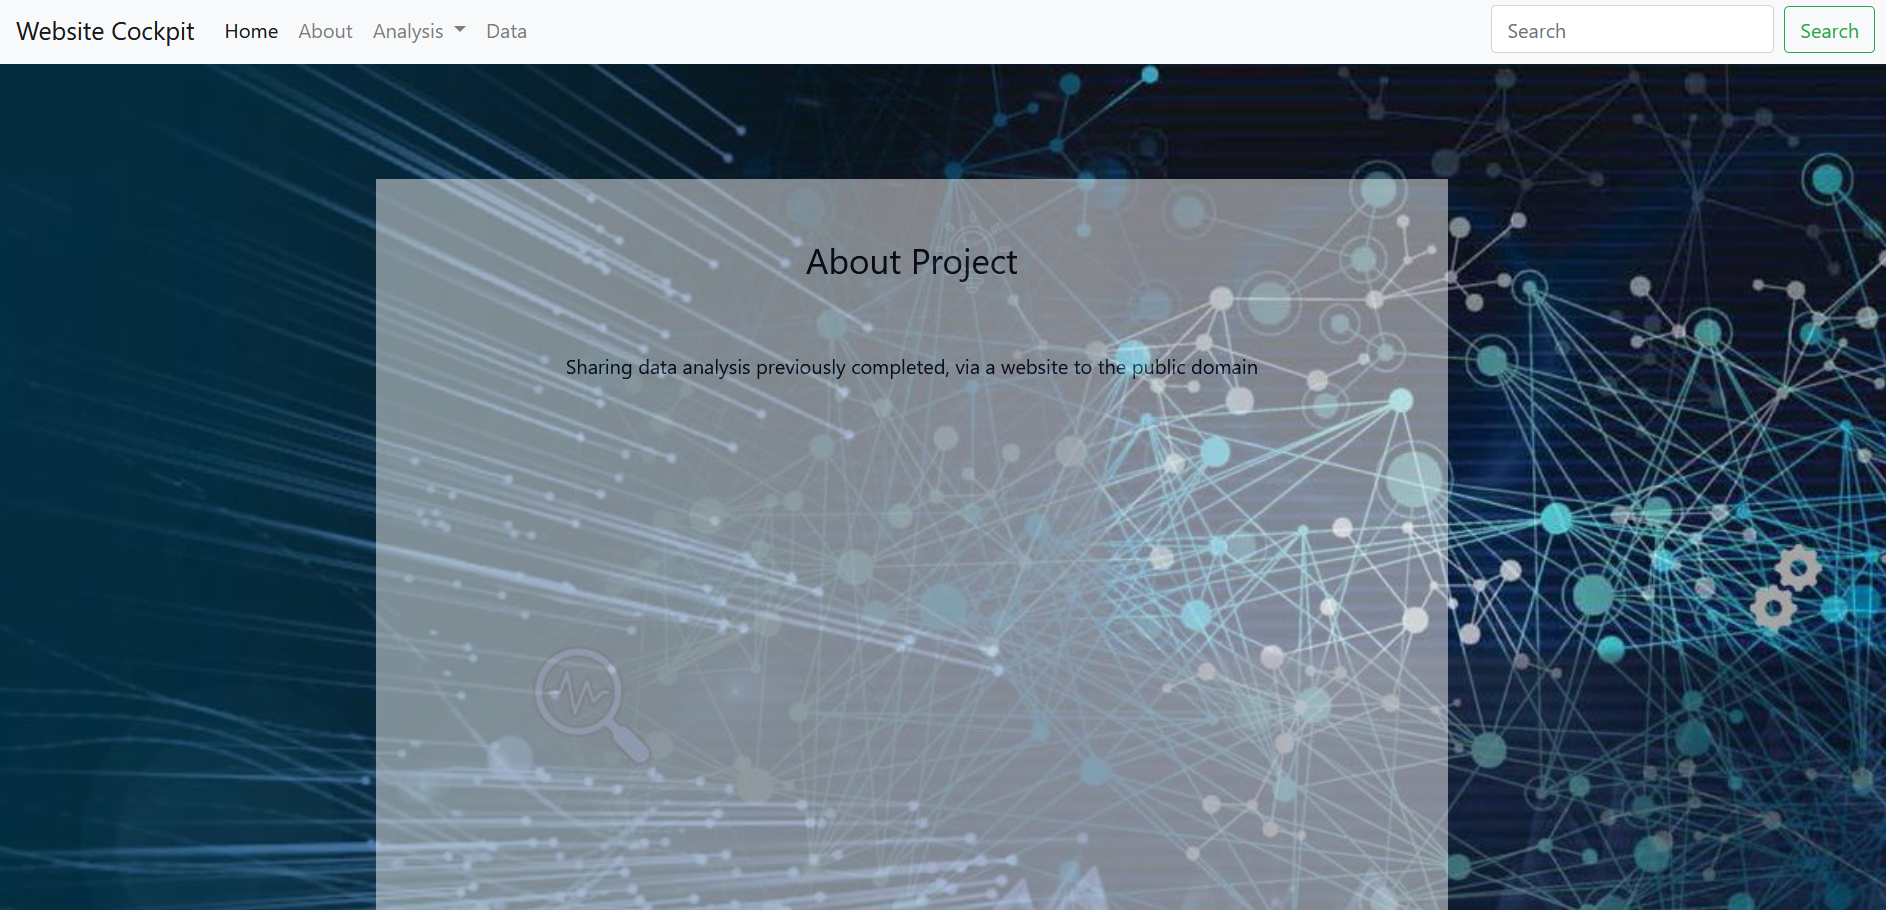 Website Cockpit Home About Analysis Data Search Search
About Project
Sharing data analysis previously completed, via a website to the public domain